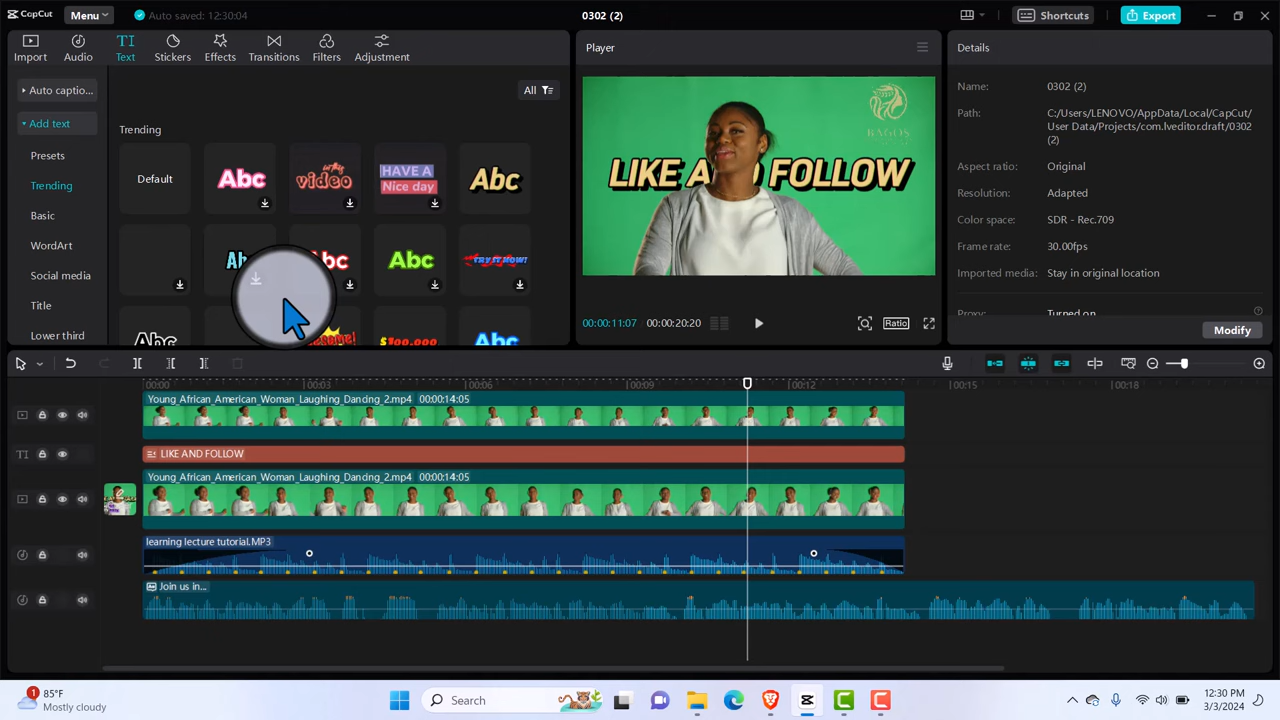 CapCut
Menu
Auto saved: 12:30:04
0302 (2)
Shortcuts
Export
Import
Audio
Text
Stickers
Effects
Transitions
Filters
Adjustment
Player
Details
Auto captio...
All
Add text
Trending
Presets
Trending
Basic
WordArt
Social media
Title
Lower third
Default
Abc
video
HAVE A
Nice day
Abc
Abc
TRY IT NOW!
Abc
$100,000
Abc
BAGOS
LIKE AND FOLLOW
00:00:11:07
00:00:20:20
Ratio
Name:
0302 (2)
Path:
C:/Users/LENOVO/AppData/Local/CapCut/
User Data/Projects/com.lveditor.draft/0302
(2)
Aspect ratio:
Original
Resolution:
Adapted
Color space:
SDR - Rec.709
Frame rate:
30.00fps
Imported media:
Stay in original location
Proxy:
Turned on
Modify
00:00
00:03
00:06
00:09
00:12
00:15
00:18
Young_African_American_Woman_Laughing_Dancing_2.mp4 00:00:14:05
LIKE AND FOLLOW
Young_African_American_Woman_Laughing_Dancing_2.mp4 00:00:14:05
learning lecture tutorial.MP3
Join us in...
1
85°F
Mostly cloudy
Search
12:30 PM
3/3/2024